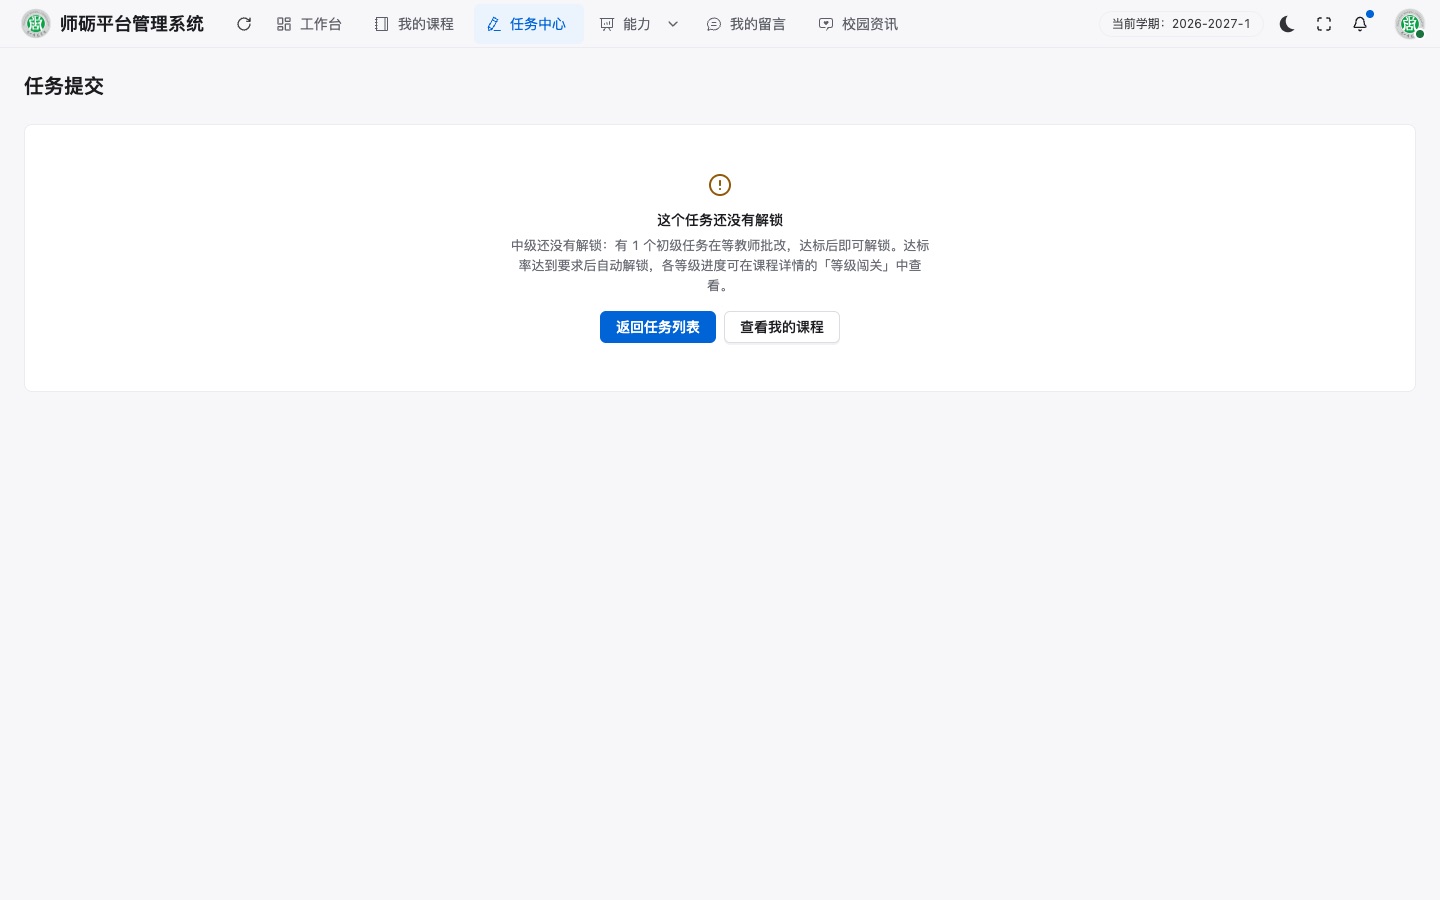 师砺平台管理系统
工作台
我的课程
任务中心
能力
我的留言
校园资讯
当前学期：2026-2027-1
任务提交
这个任务还没有解锁
中级还没有解锁：有 1 个初级任务在等教师批改，达标后即可解锁。达标
率达到要求后自动解锁，各等级进度可在课程详情的「等级闯关」中查
看。
返回任务列表
查看我的课程